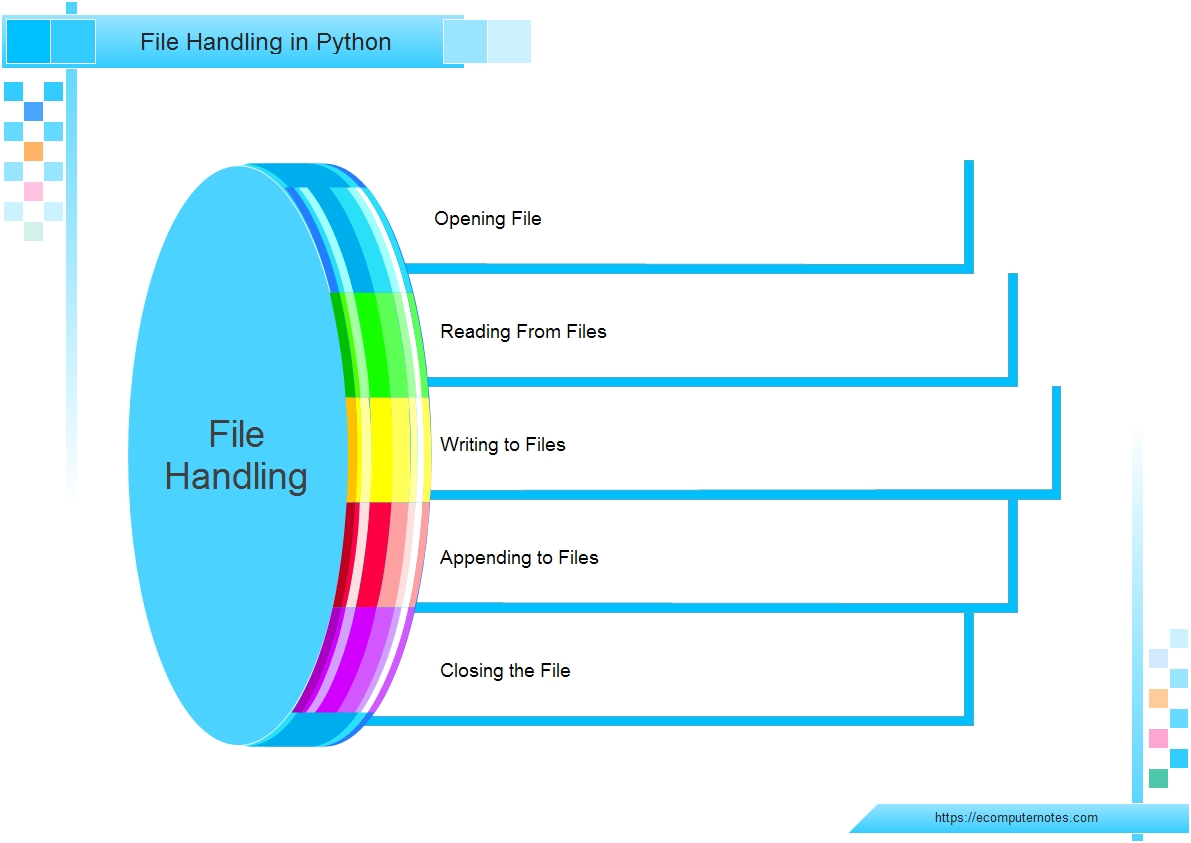 File Handling in Python
Opening File
Reading From Files
File
Handling
Writing to Files
Appending to Files
Closing the File
https://ecomputernotes.com